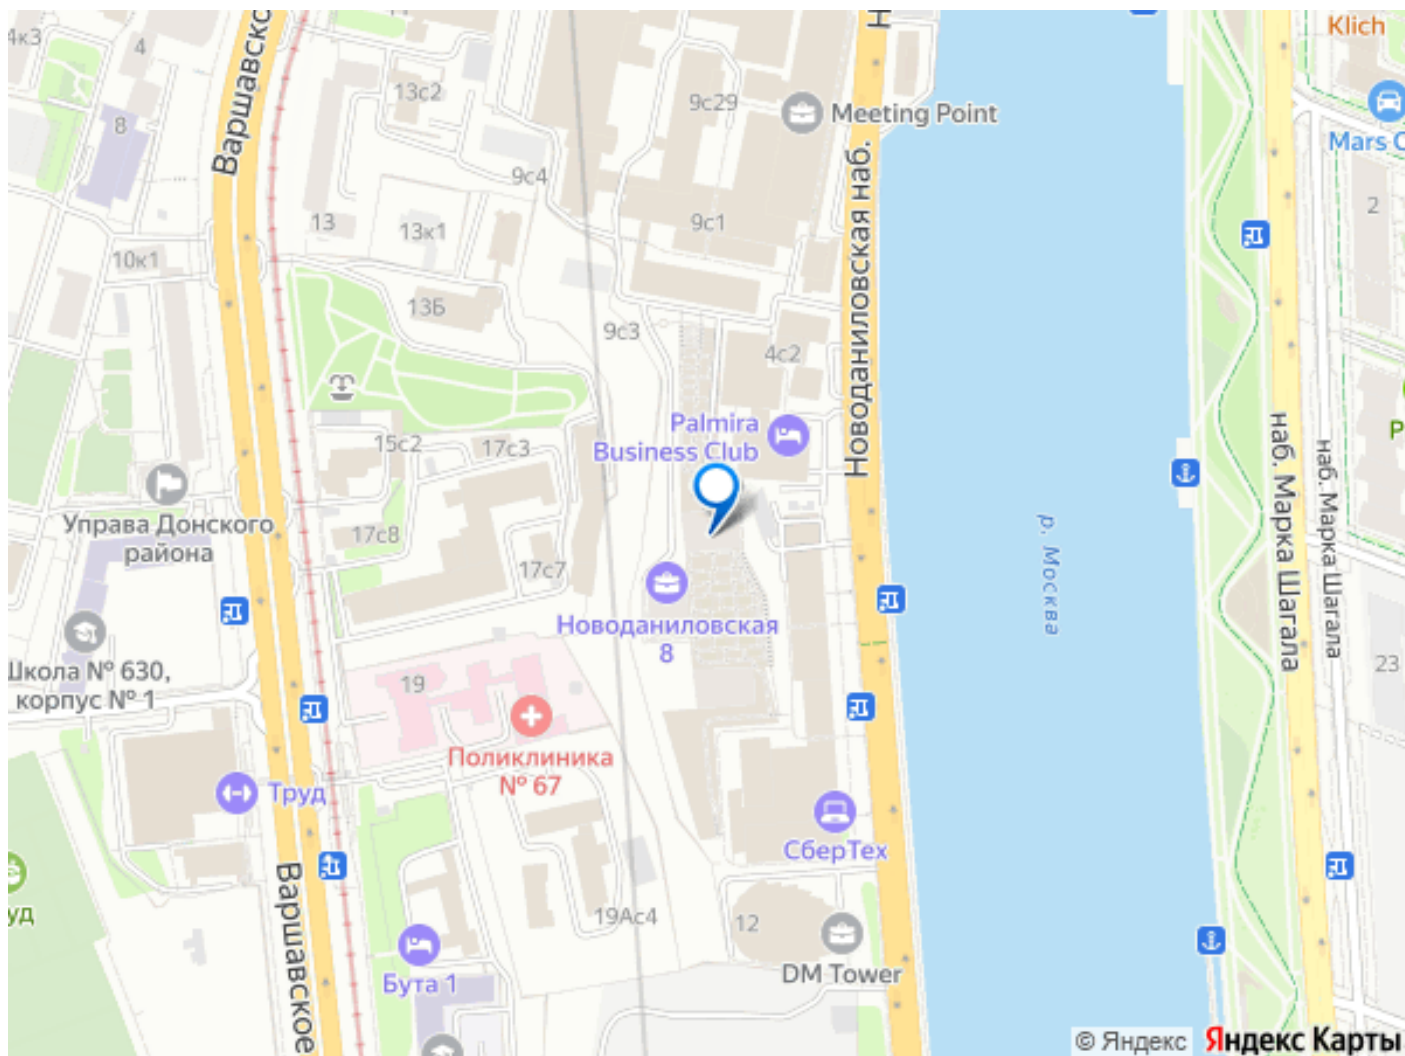 Klich
4к3
4
Варшавско
13с2
9с29
Meeting Point
8
Mars C
9с4
Новоданиловская наб.
2
13
13к1
9с1
10к1
13Б
9с3
4с2
Palmira
Business Club
15с2
17с3
наб. Марка Шагала
наб. Марка Шагала
Управа Донского
района
17с8
р. Москва
17с7
Новоданиловская
8
Школа № 630,
корпус № 1
19
23
Поликлиника
№ 67
Труд
СберТех
Варшавское
уд
19Ас4
12
DM Tower
Бута 1
© Яндекс
Яндекс Карты